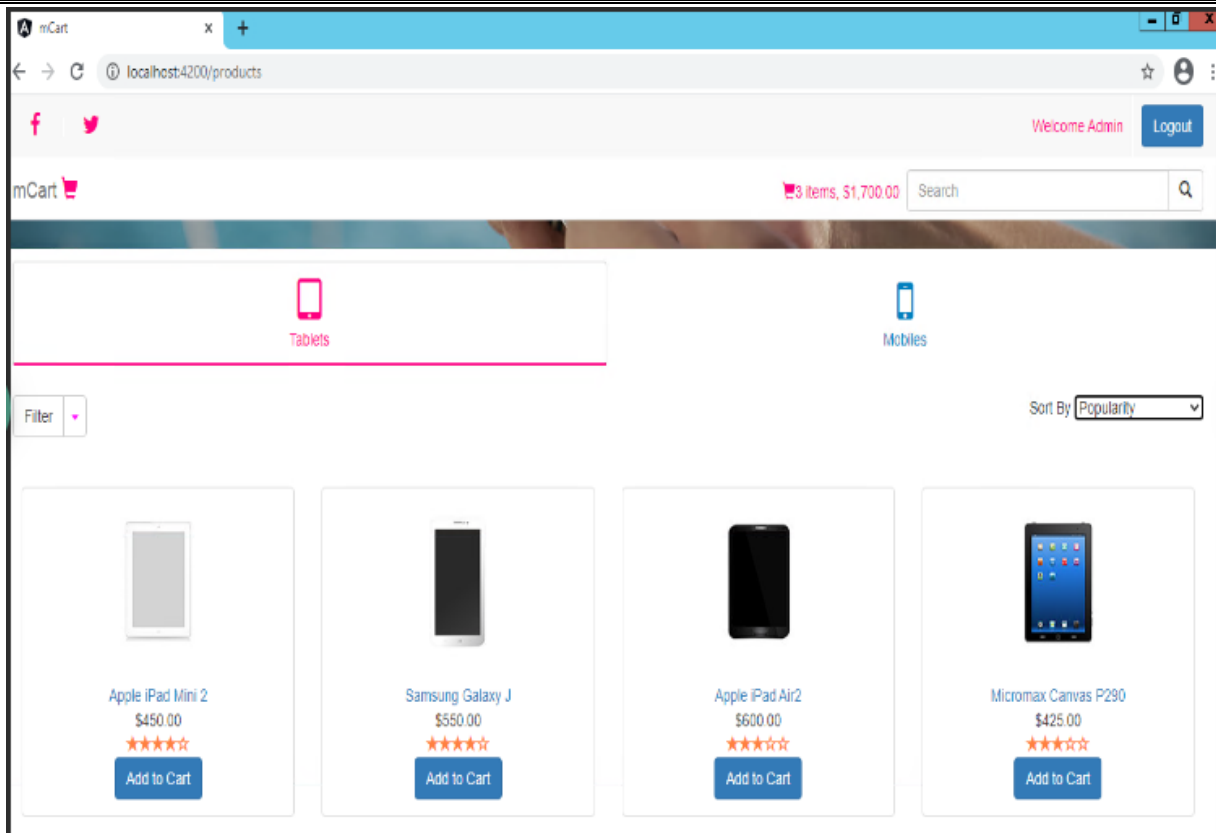 mCart x +
localhost:4200/products
Welcome Admin Logout
mCart 3 items, $1,700.00 Search
Tablets
Mobiles
Filter
Sort By Popularity
Apple iPad Mini 2
$450.00
Add to Cart
Samsung Galaxy J
$550.00
Add to Cart
Apple iPad Air2
$600.00
Add to Cart
Micromax Canvas P290
$425.00
Add to Cart